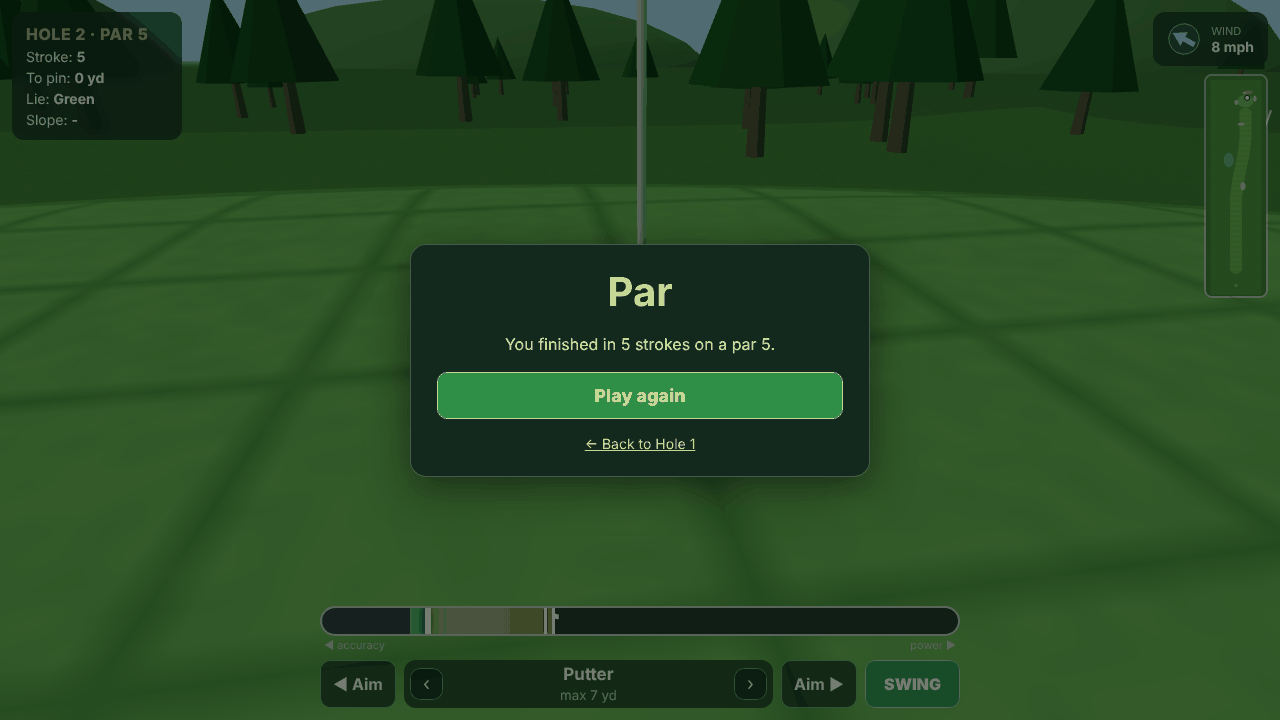 HOLE 2 · PAR 5
Stroke: 5
To pin: 0 yd
Lie: Green
Slope: -
WIND
8 mph
Par
You finished in 5 strokes on a par 5.
Play again
← Back to Hole 1
◀ accuracy
power ▶
◀ Aim
‹
Putter
max 7 yd
›
Aim ▶
SWING